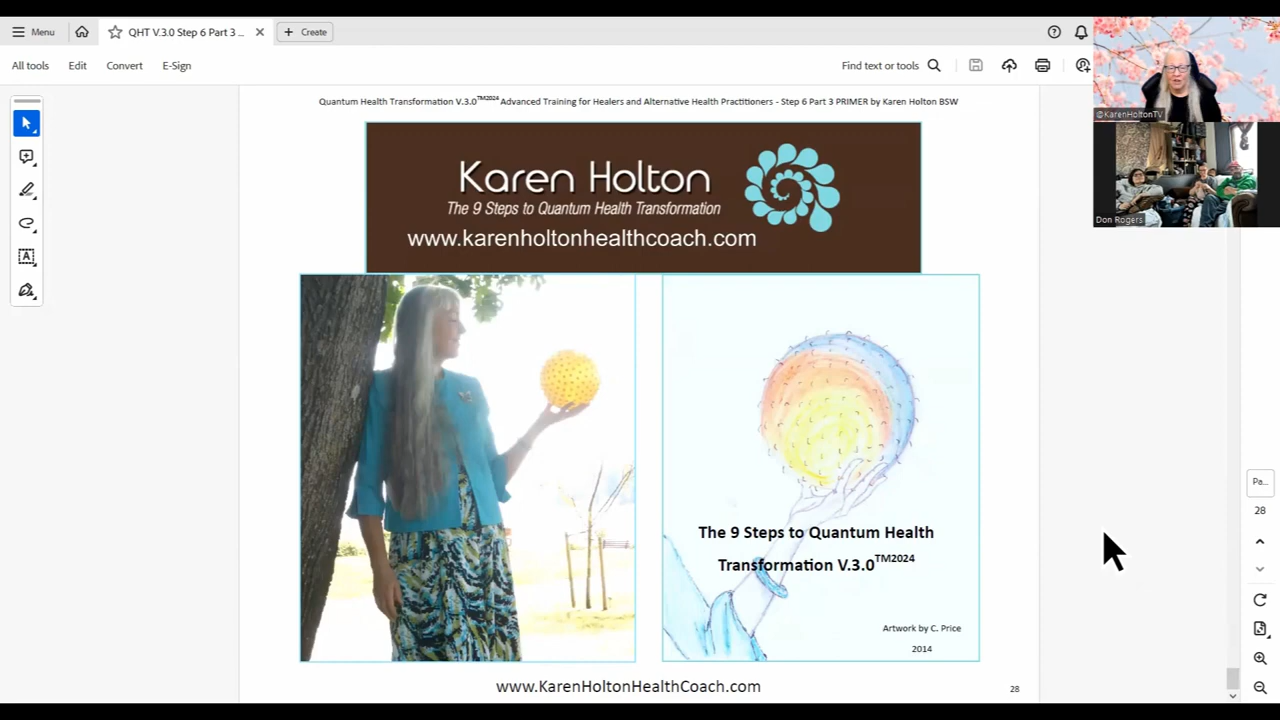 Menu
QHT V.3.0 Step 6 Part 3 ...
Create
All tools
Edit
Convert
E-Sign
Find text or tools
@KarenHoltonTV
Don Rogers
Quantum Health Transformation V.3.0TM2024 Advanced Training for Healers and Alternative Health Practitioners - Step 6 Part 3 PRIMER by Karen Holton BSW
Karen Holton
The 9 Steps to Quantum Health Transformation
www.karenholtonhealthcoach.com
The 9 Steps to Quantum Health
Transformation V.3.0TM2024
Artwork by C. Price
2014
www.KarenHoltonHealthCoach.com
28
Pa...
28